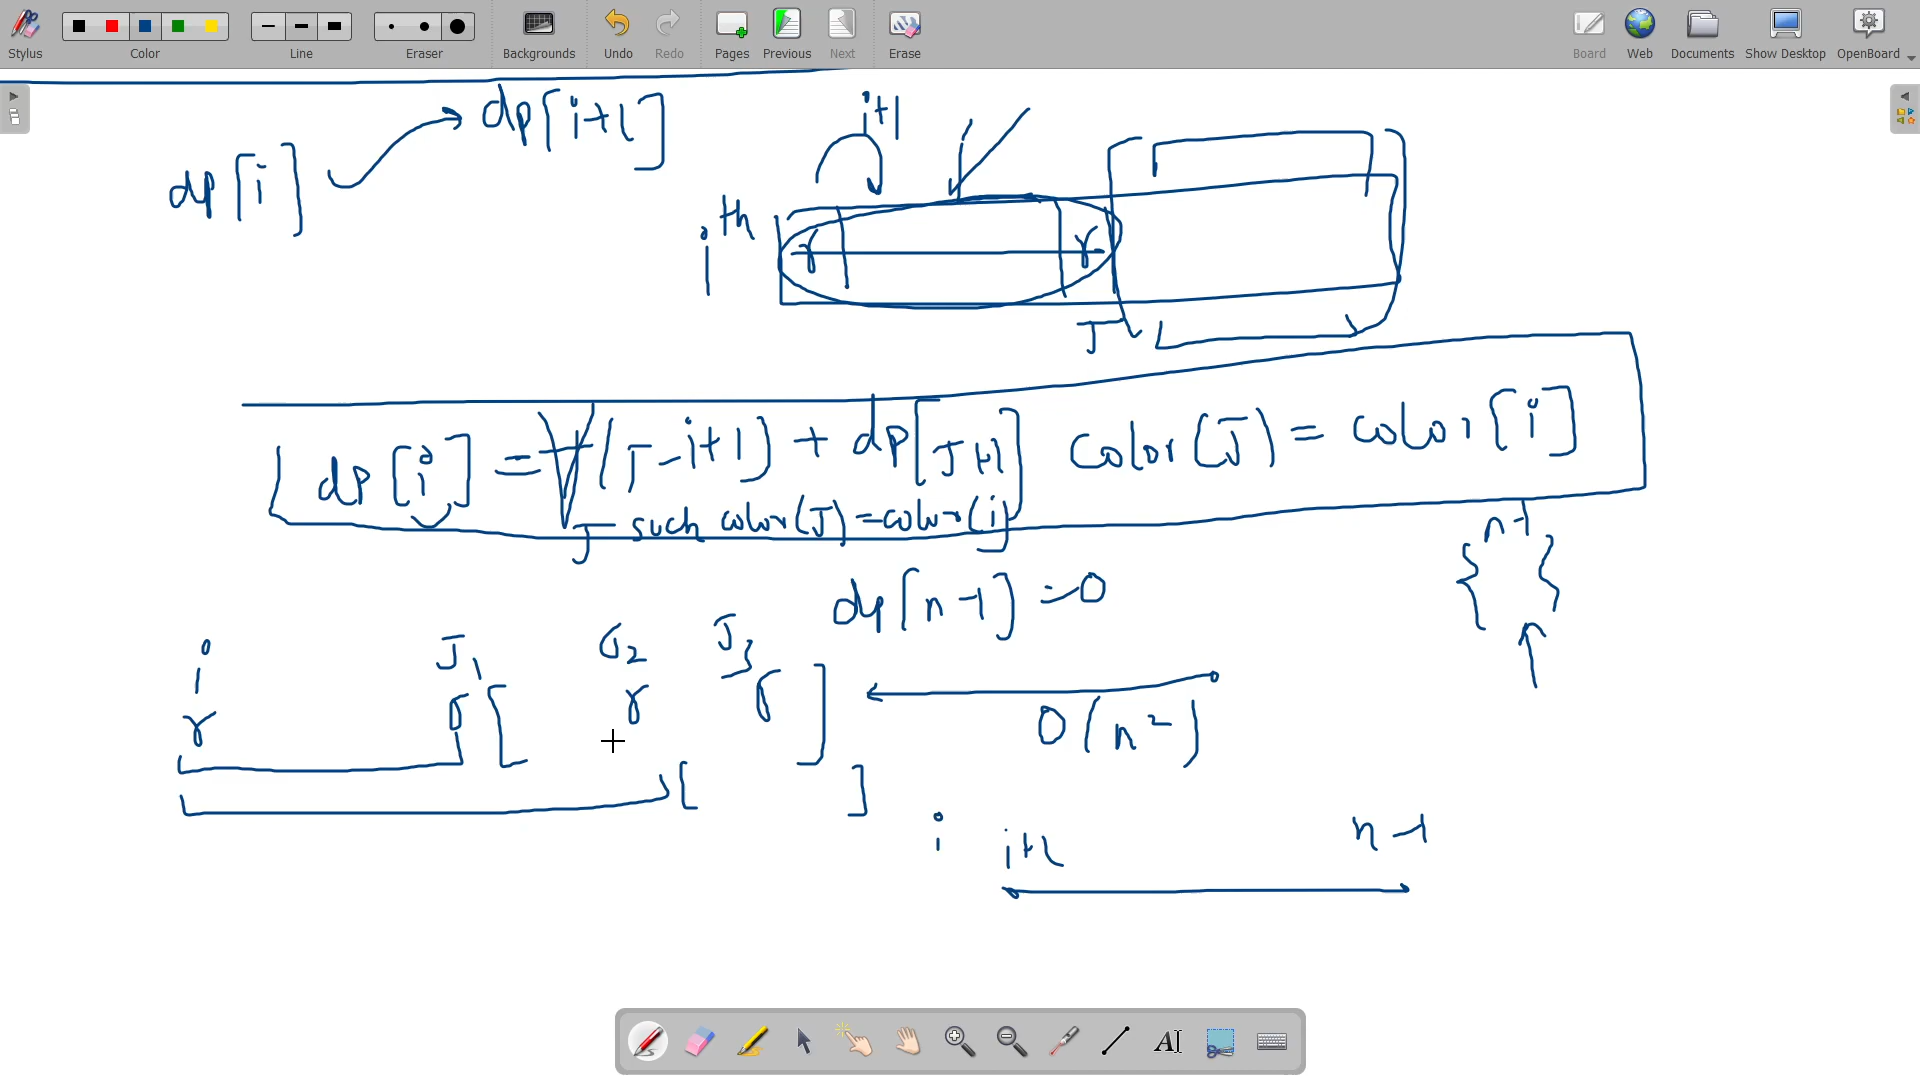 Stylus Color Line Eraser Backgrounds Undo Redo Pages Previous Next Erase Board Web Documents Show Desktop OpenBoard
dp[i+1]
dp[i]
i+1
i
ith
r r
J
dp[i] = ∀ (J-i+1) + dp[J+1] color(J) = color[i]
J such color(J) = color(i)
n-1
{ }
dp[n-1] = 0
i J1 J2 J3
r r [ r r ]
O(n²)
[ ]
i i+1 n-1